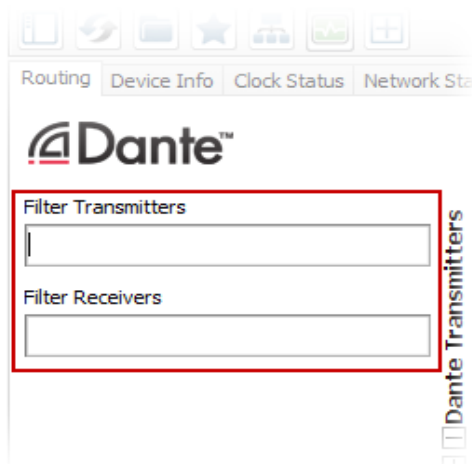 Routing Device Info Clock Status Network Sta
Dante™
Filter Transmitters
Filter Receivers
Dante Transmitters